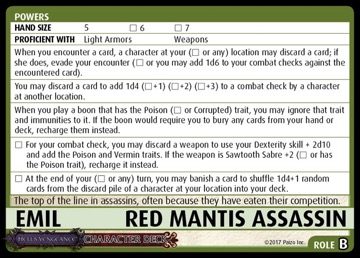 POWERS
HAND SIZE 5 ☐ 6 ☐ 7
PROFICIENT WITH Light Armors Weapons
When you encounter a card, a character at your (☐ or any) location may discard a card; if
she does, evade your encounter (☐ or you may add 1d6 to your combat checks against the
encountered card).
You may discard a card to add 1d4 (☐+1) (☐+2) (☐+3) to a combat check by a character
at another location.
When you play a boon that has the Poison (☐ or Corrupted) trait, you may ignore that trait
and immunities to it. If the boon would require you to bury any cards from your hand or
deck, recharge them instead.
☐ For your combat check, you may discard a weapon to use your Dexterity skill + 2d10
and add the Poison and Vermin traits. If the weapon is Sawtooth Sabre +2 (☐ or has
the Poison trait), recharge it instead.
☐ At the end of your (☐ or any) turn, you may banish a card to shuffle 1d4+1 random
cards from the discard pile of a character at your location into your deck.
The top of the line in assassins, often because they have eaten their competition.
EMIL RED MANTIS ASSASSIN
HELL'S VENGEANCE CHARACTER DECK
©2017 Paizo Inc. ROLE B